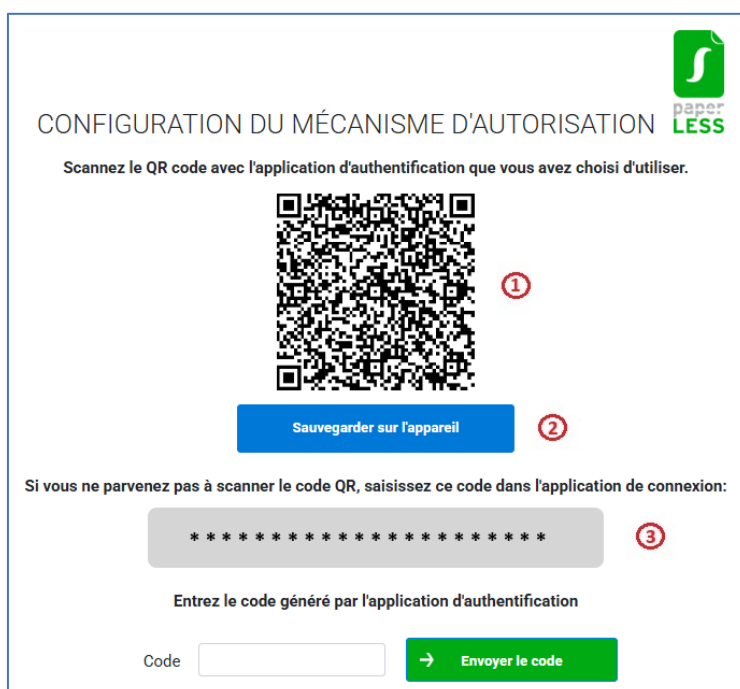 paper
LESS
CONFIGURATION DU MÉCANISME D'AUTORISATION
Scannez le QR code avec l'application d'authentification que vous avez choisi d'utiliser.
1
Sauvegarder sur l'appareil
2
Si vous ne parvenez pas à scanner le code QR, saisissez ce code dans l'application de connexion:
* * * * * * * * * * * * * * * * * * * * * *
3
Entrez le code généré par l'application d'authentification
Code
Envoyer le code